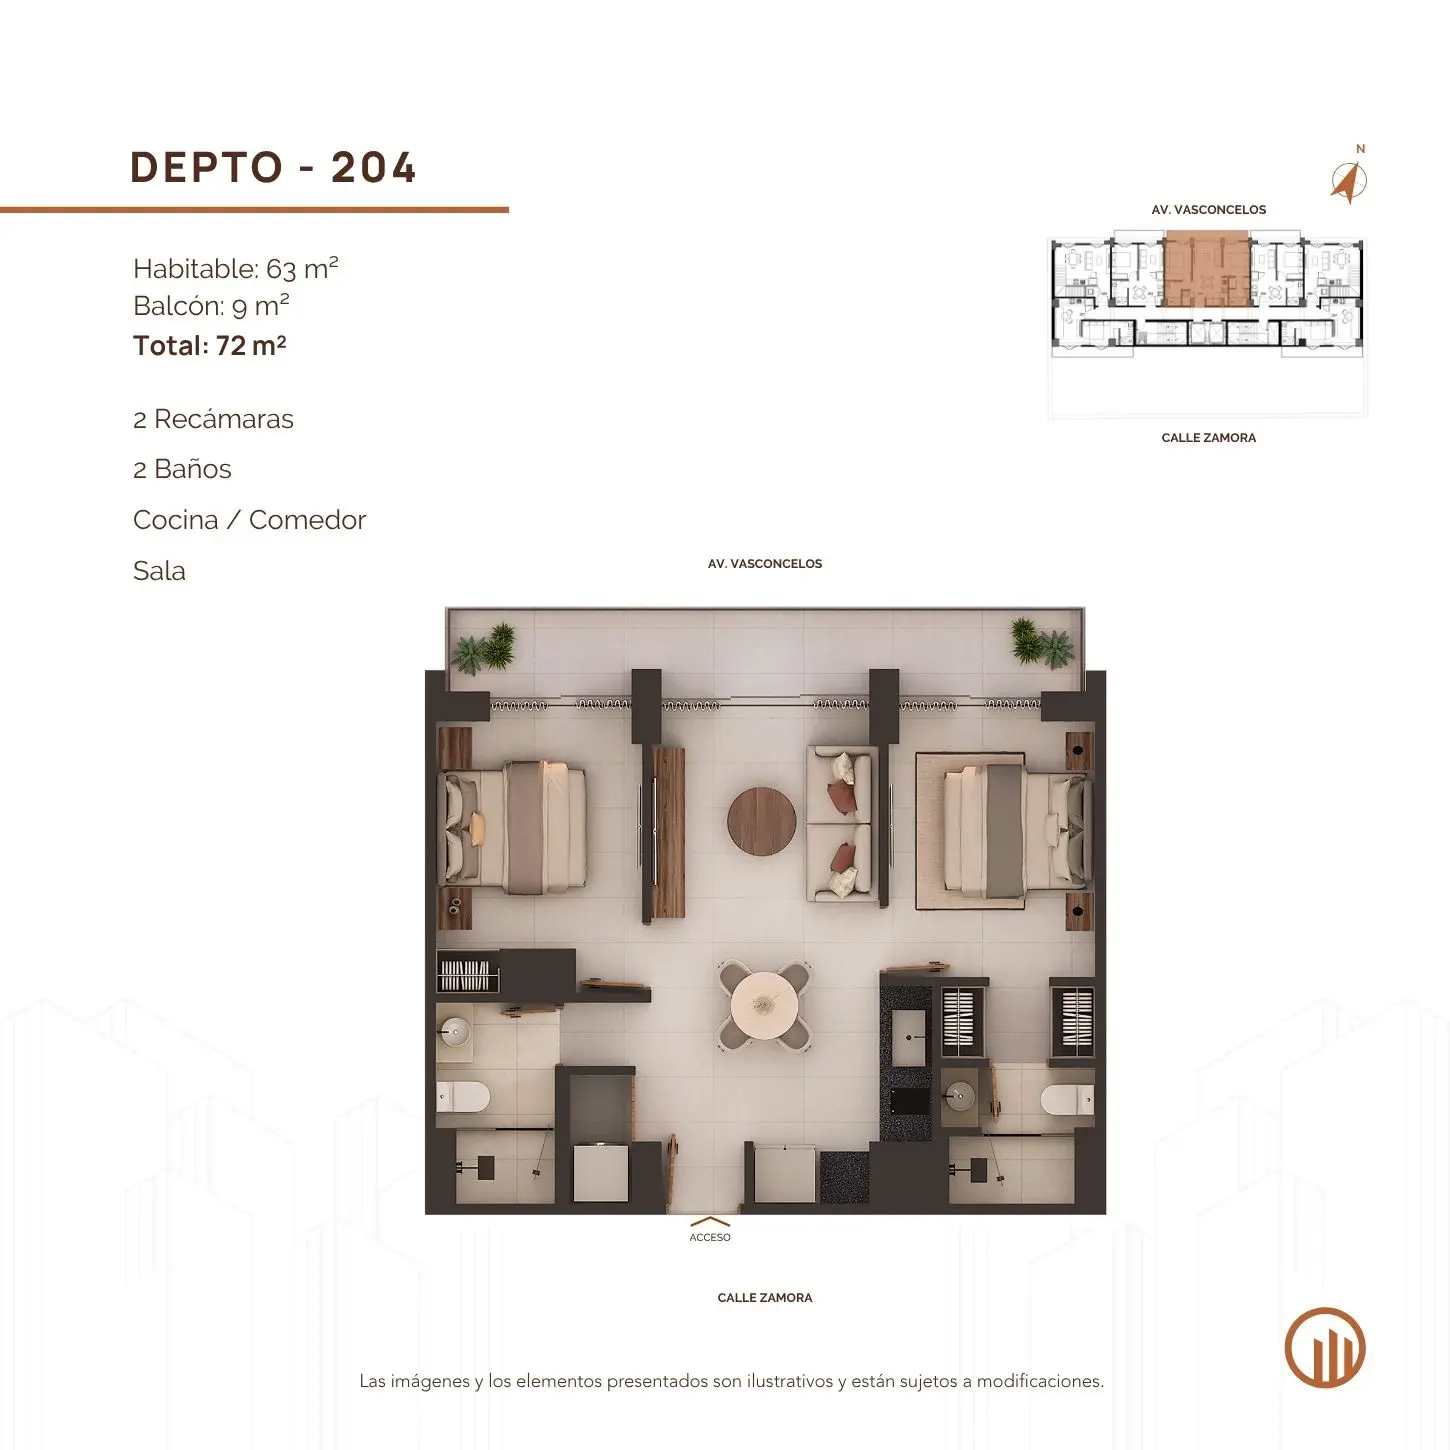 DEPTO - 204
Habitable: 63 m²
Balcón: 9 m²
Total: 72 m²
2 Recámaras
2 Baños
Cocina / Comedor
Sala
N
AV. VASCONCELOS
CALLE ZAMORA
AV. VASCONCELOS
ACCESO
CALLE ZAMORA
Las imágenes y los elementos presentados son ilustrativos y están sujetos a modificaciones.